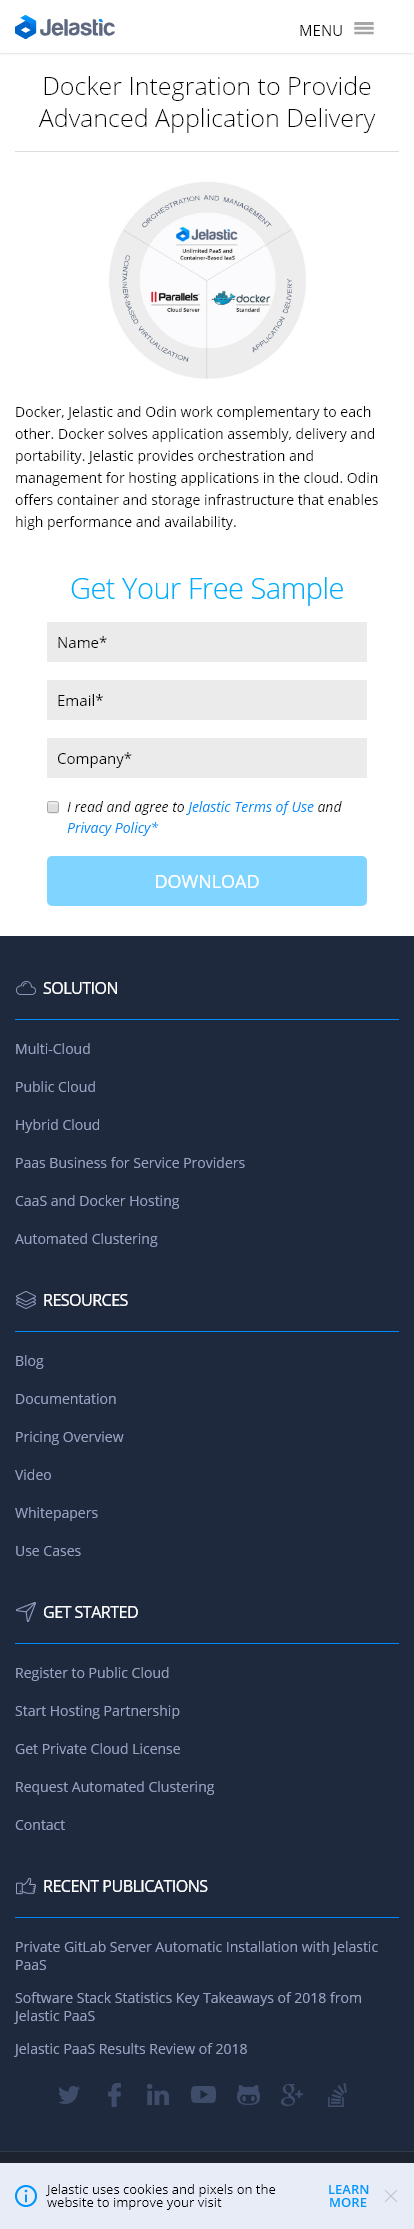 Jelastic
MENU
Docker Integration to Provide
Advanced Application Delivery
ORCHESTRATION AND MANAGEMENT
Jelastic
Unlimited PaaS and
Container-Based IaaS
CONTAINER-BASED VIRTUALIZATION
Parallels
Cloud Server
docker
Standard
APPLICATION DELIVERY
Docker, Jelastic and Odin work complementary to each
other. Docker solves application assembly, delivery and
portability. Jelastic provides orchestration and
management for hosting applications in the cloud. Odin
offers container and storage infrastructure that enables
high performance and availability.
Get Your Free Sample
Name*
Email*
Company*
I read and agree to Jelastic Terms of Use and
Privacy Policy*
DOWNLOAD
SOLUTION
Multi-Cloud
Public Cloud
Hybrid Cloud
Paas Business for Service Providers
CaaS and Docker Hosting
Automated Clustering
RESOURCES
Blog
Documentation
Pricing Overview
Video
Whitepapers
Use Cases
GET STARTED
Register to Public Cloud
Start Hosting Partnership
Get Private Cloud License
Request Automated Clustering
Contact
RECENT PUBLICATIONS
Private GitLab Server Automatic Installation with Jelastic
PaaS
Software Stack Statistics Key Takeaways of 2018 from
Jelastic PaaS
Jelastic PaaS Results Review of 2018
Jelastic uses cookies and pixels on the
website to improve your visit
LEARN
MORE